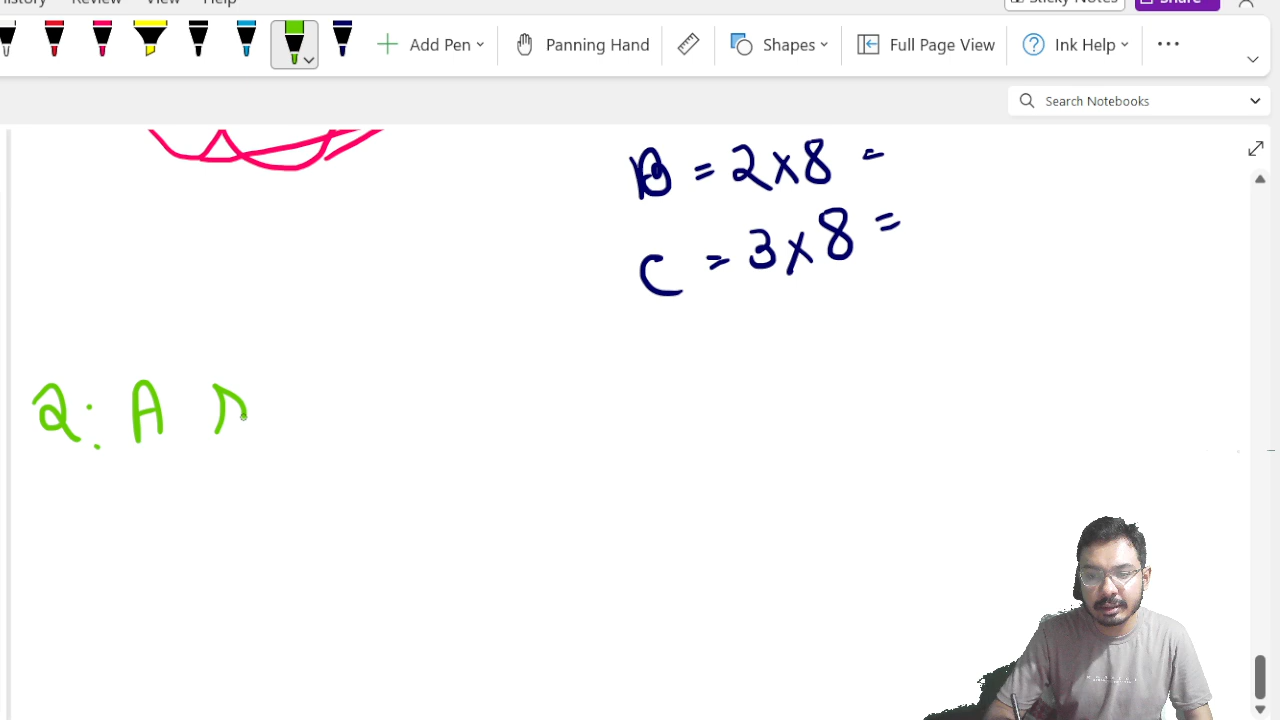 Review
View
Help
Sticky Notes
Share
Add Pen
Panning Hand
Shapes
Full Page View
Ink Help
Search Notebooks
B = 2x8 =
C = 3x8 =
Q: A